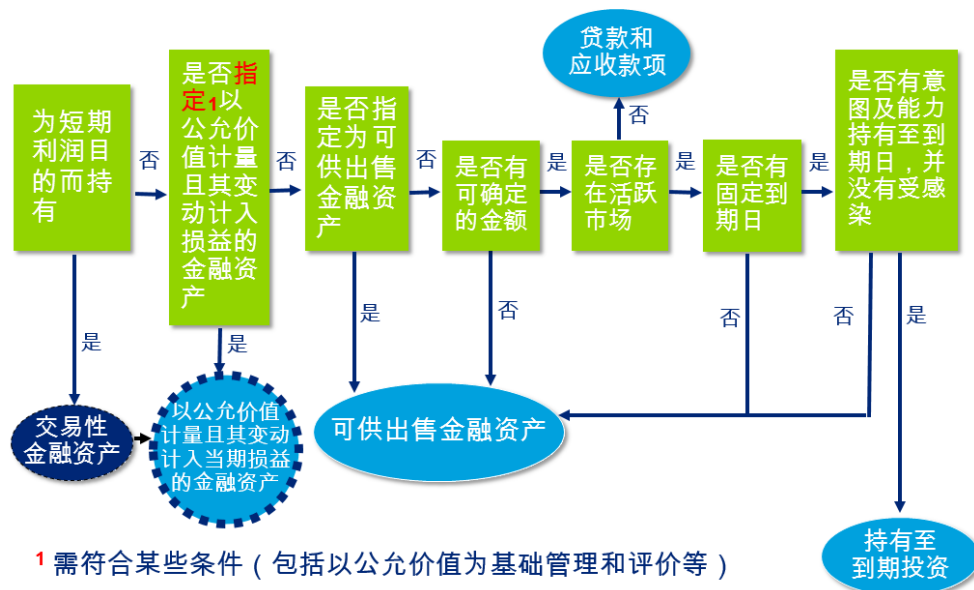 为短期
利润目
的而持
有
否
是否指
定1以
公允价
值计量
且其变
动计入
损益的
金融资
产
否
是否指
定为可
供出售
金融资
产
否
是否有
可确定
的金额
是
是否存
在活跃
市场
否
贷款和
应收款项
是
是否有
固定到
期日
是
是否有意
图及能力
持有至到
期日，并
没有受感
染
是
是
是
否
否
否
是
交易性
金融资产
以公允价值
计量且其变动
计入当期损益
的金融资产
可供出售金融资产
持有至
到期投资
1 需符合某些条件（包括以公允价值为基础管理和评价等）